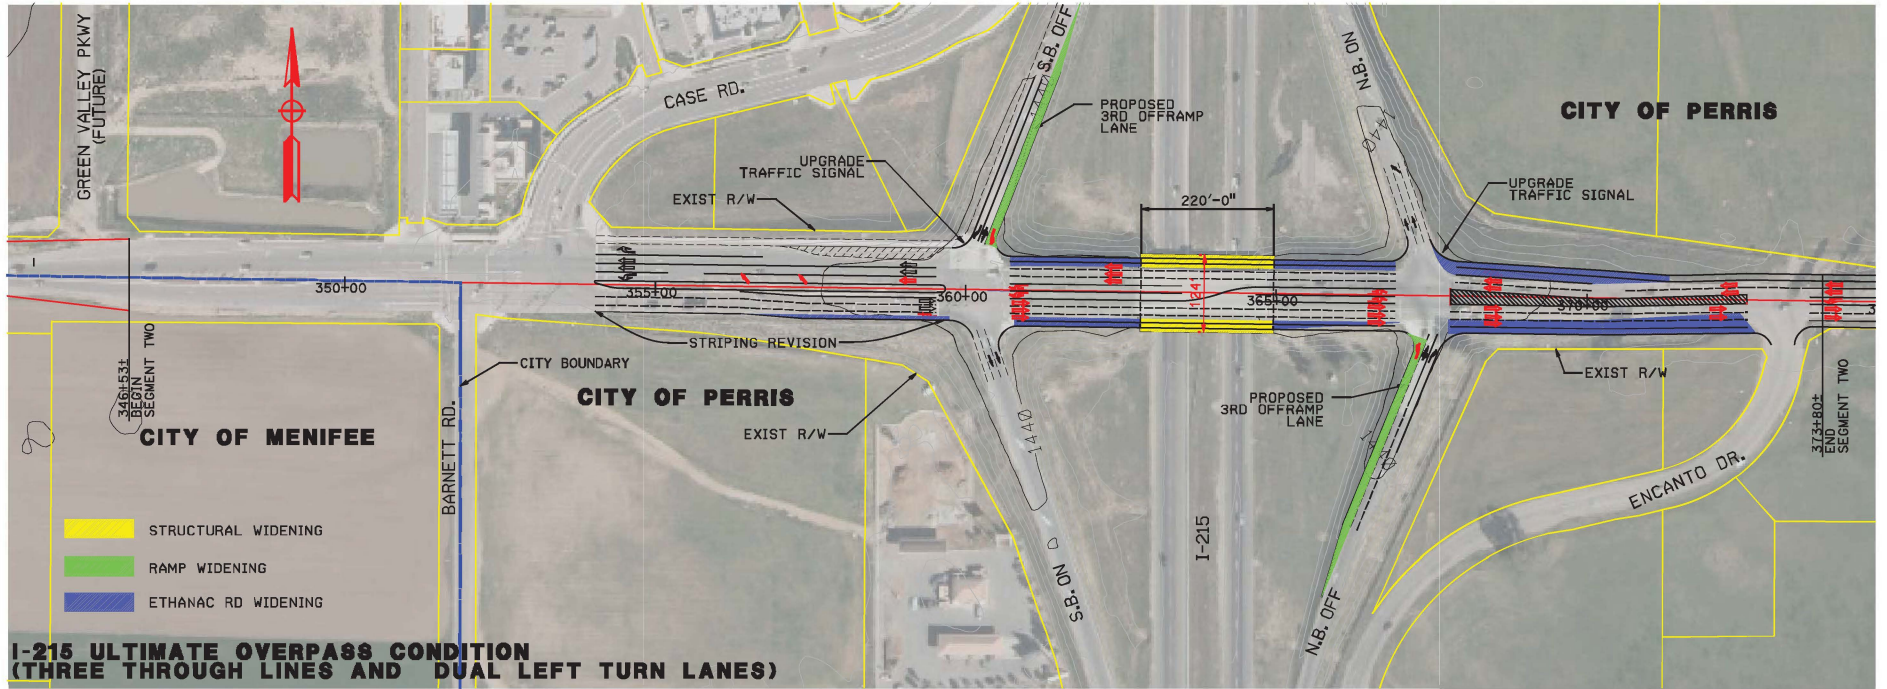 GREEN VALLEY PKWY
(FUTURE)
CASE RD.
S.B. OFF
N.B. ON
PROPOSED
3RD OFFRAMP
LANE
CITY OF PERRIS
1440
UPGRADE
TRAFFIC SIGNAL
EXIST R/W
220'-0"
UPGRADE
TRAFFIC SIGNAL
350+00
355+00
360+00
124'
365+00
370+00
STRIPING REVISION
346+53±
BEGIN
SEGMENT TWO
CITY BOUNDARY
CITY OF PERRIS
EXIST R/W
CITY OF MENIFEE
BARNETT RD.
EXIST R/W
1440
PROPOSED
3RD OFFRAMP
LANE
373+80±
END
SEGMENT TWO
ENCANTO DR.
I-215
S.B. ON
N.B. OFF
STRUCTURAL WIDENING
RAMP WIDENING
ETHANAC RD WIDENING
I-215 ULTIMATE OVERPASS CONDITION
(THREE THROUGH LINES AND DUAL LEFT TURN LANES)